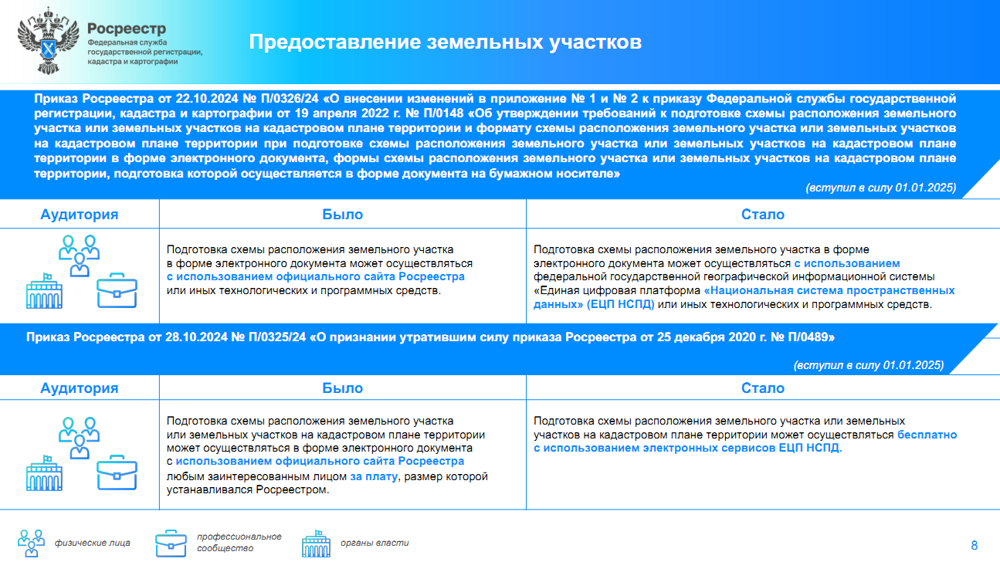 Росреестр
Федеральная служба
государственной регистрации,
кадастра и картографии
Предоставление земельных участков
Приказ Росреестра от 22.10.2024 № П/0326/24 «О внесении изменений в приложение № 1 и № 2 к приказу Федеральной службы государственной
регистрации, кадастра и картографии от 19 апреля 2022 г. № П/0148 «Об утверждении требований к подготовке схемы расположения земельного
участка или земельных участков на кадастровом плане территории и формату схемы расположения земельного участка или земельных участков
на кадастровом плане территории при подготовке схемы расположения земельного участка или земельных участков на кадастровом плане
территории в форме электронного документа, формы схемы расположения земельного участка или земельных участков на кадастровом плане
территории, подготовка которой осуществляется в форме документа на бумажном носителе»
(вступил в силу 01.01.2025)
Аудитория
Было
Стало
Подготовка схемы расположения земельного участка
в форме электронного документа может осуществляться
с использованием официального сайта Росреестра
или иных технологических и программных средств.
Подготовка схемы расположения земельного участка в форме
электронного документа может осуществляться с использованием
федеральной государственной географической информационной системы
«Единая цифровая платформа «Национальная система пространственных
данных» (ЕЦП НСПД) или иных технологических и программных средств.
Приказ Росреестра от 28.10.2024 № П/0325/24 «О признании утратившим силу приказа Росреестра от 25 декабря 2020 г. № П/0489»
(вступил в силу 01.01.2025)
Аудитория
Было
Стало
Подготовка схемы расположения земельного участка
или земельных участков на кадастровом плане территории
может осуществляться в форме электронного документа
с использованием официального сайта Росреестра
любым заинтересованным лицом за плату, размер которой
устанавливался Росреестром.
Подготовка схемы расположения земельного участка или земельных
участков на кадастровом плане территории может осуществляться бесплатно
с использованием электронных сервисов ЕЦП НСПД.
физические лица
профессиональное
сообщество
органы власти
8